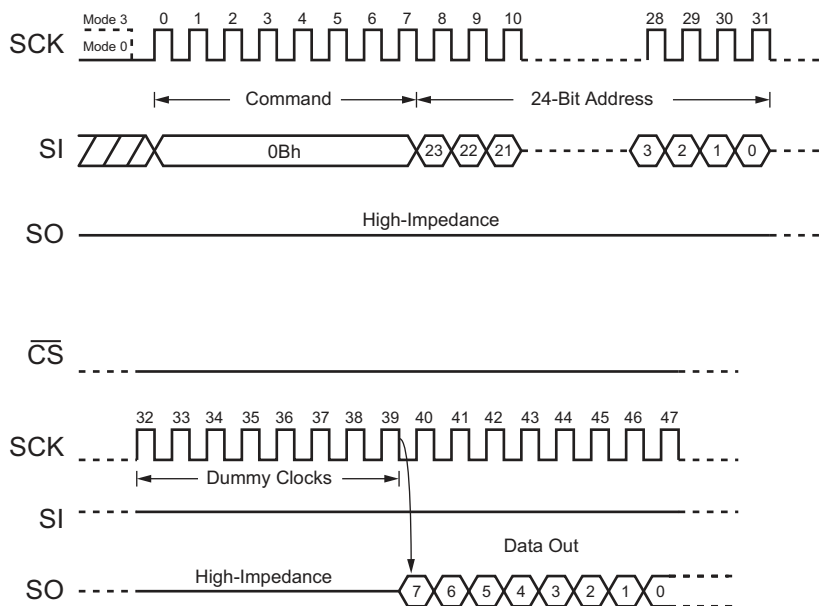 Mode 3 0 1 2 3 4 5 6 7 8 9 10 28 29 30 31
SCK Mode 0
Command 24-Bit Address
SI 0Bh 23 22 21 3 2 1 0
High-Impedance
SO
CS
32 33 34 35 36 37 38 39 40 41 42 43 44 45 46 47
SCK
Dummy Clocks
SI
Data Out
High-Impedance
SO 7 6 5 4 3 2 1 0